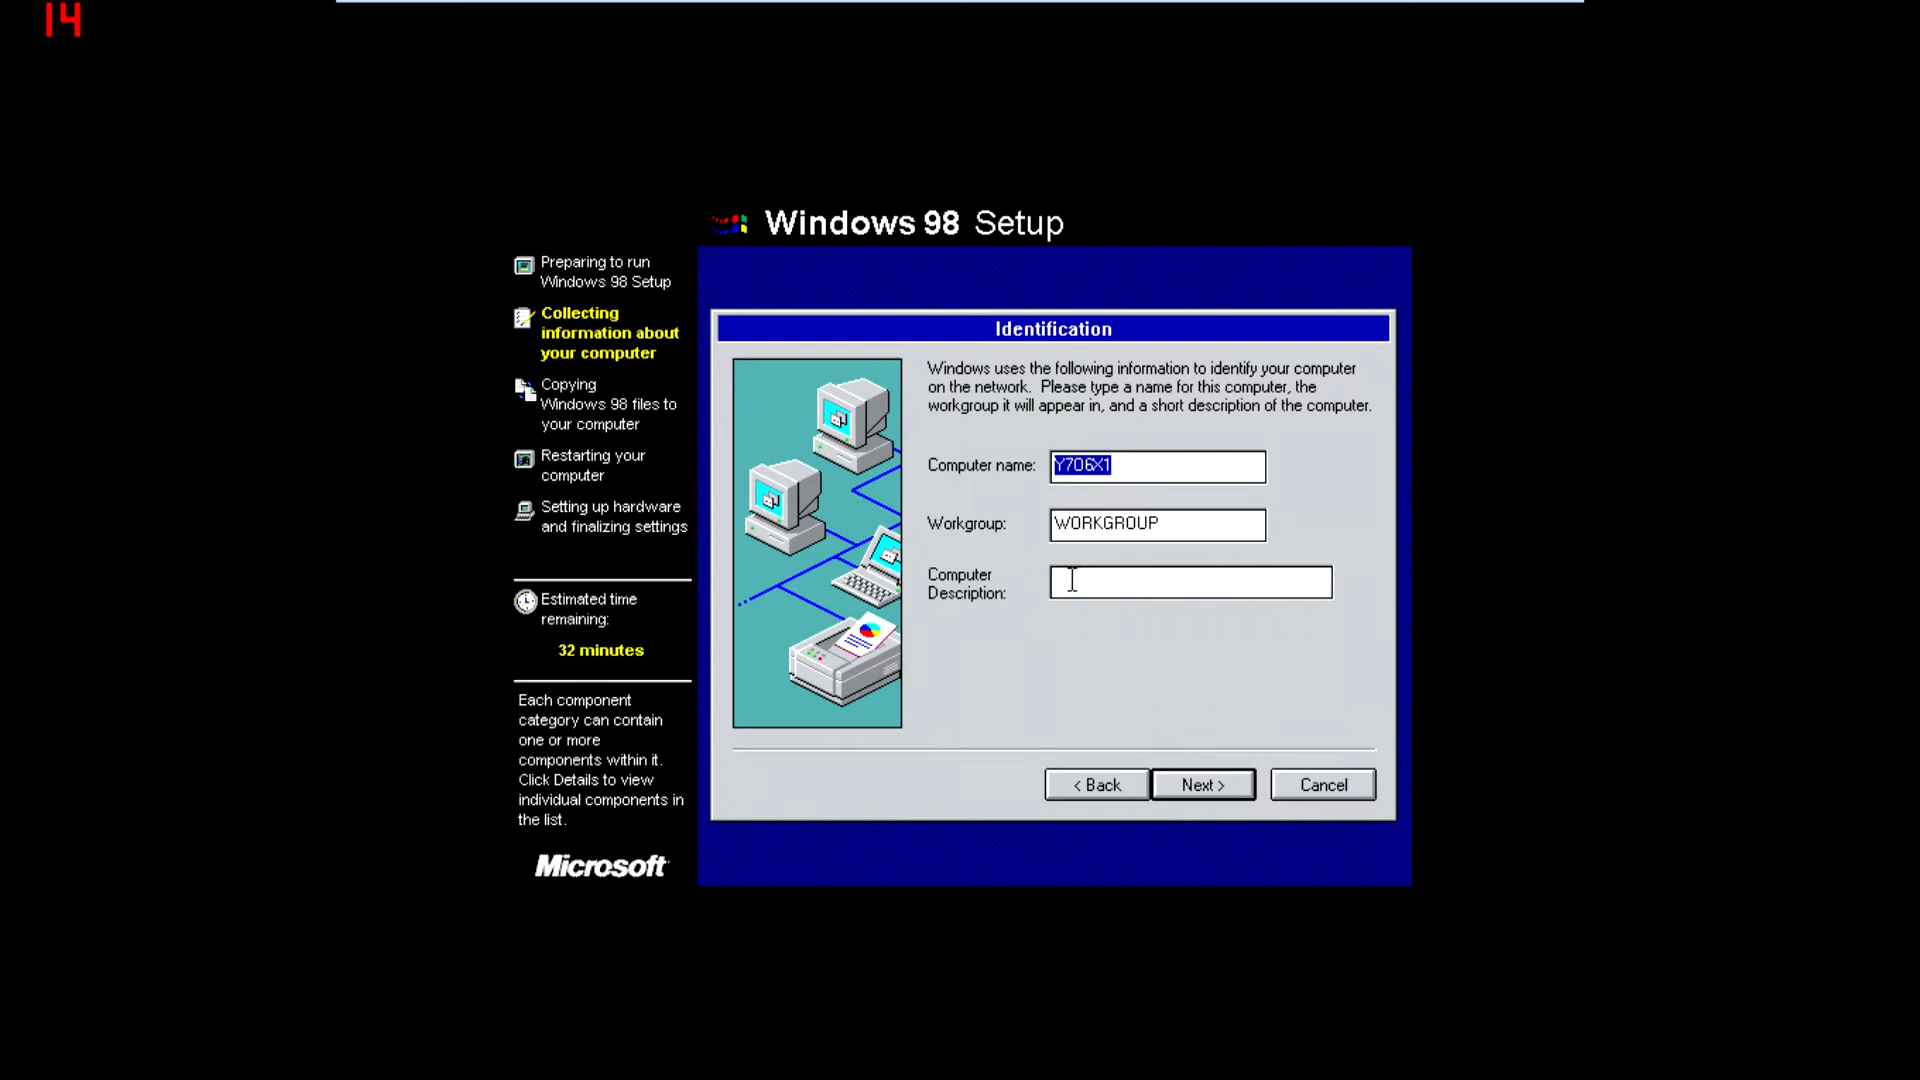 14
Windows 98 Setup
Preparing to run
Windows 98 Setup
Collecting
information about
your computer
Copying
Windows 98 files to
your computer
Restarting your
computer
Setting up hardware
and finalizing settings
Estimated time
remaining:
32 minutes
Each component
category can contain
one or more
components within it.
Click Details to view
individual components in
the list.
Microsoft
Identification
Windows uses the following information to identify your computer
on the network. Please type a name for this computer, the
workgroup it will appear in, and a short description of the computer.
Computer name: Y706X1
Workgroup: WORKGROUP
Computer
Description:
< Back Next > Cancel